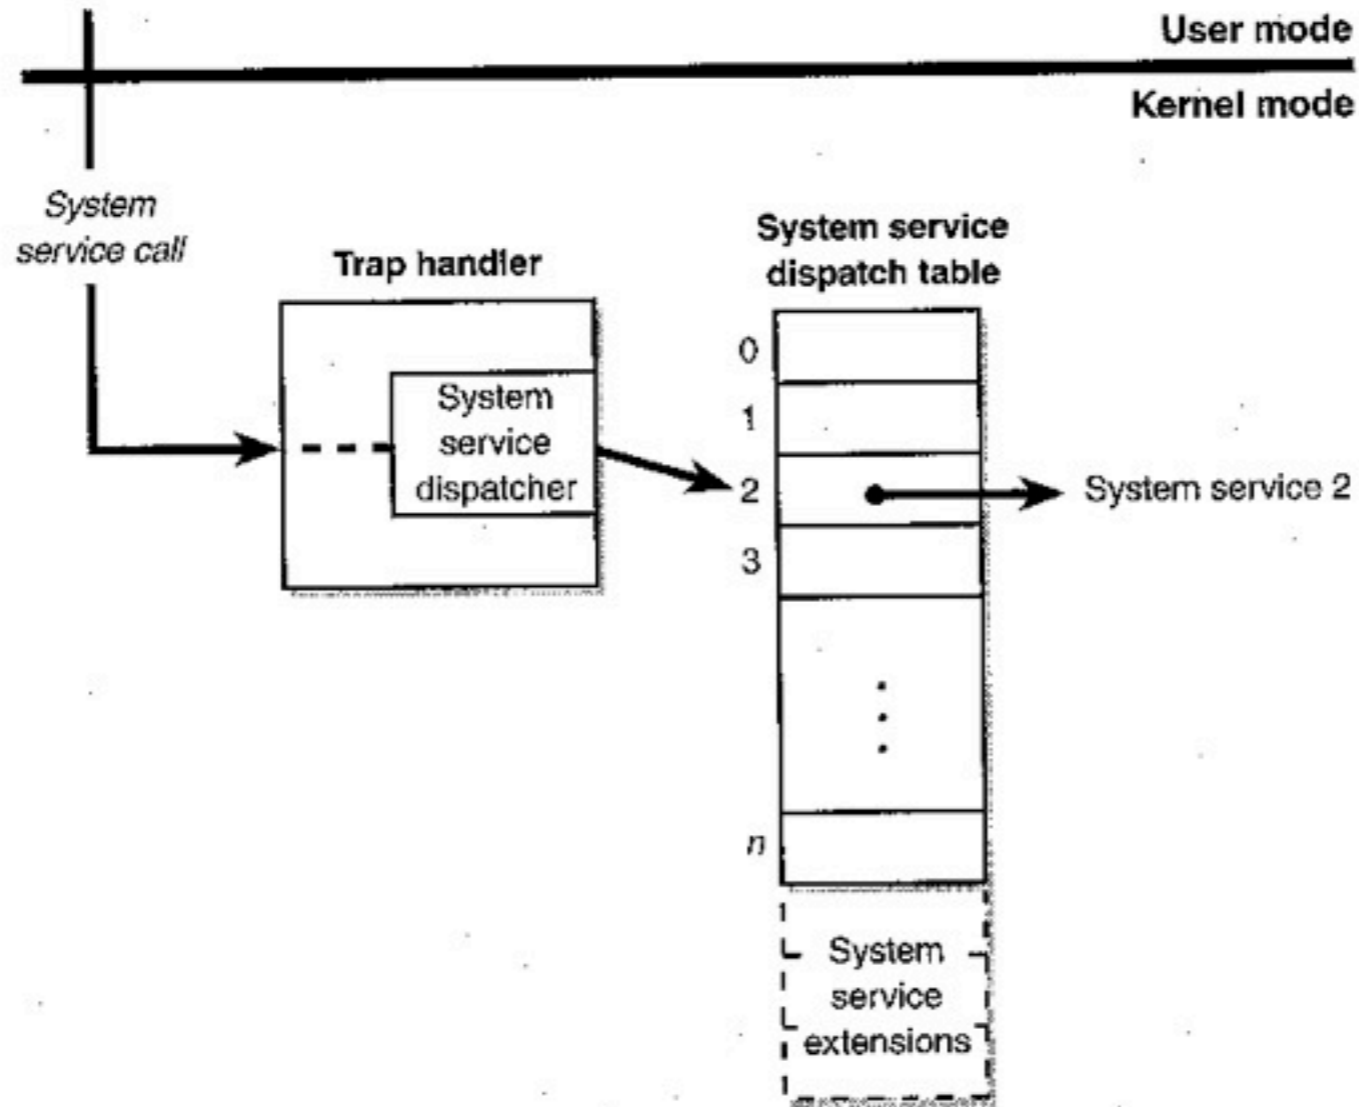 User mode
Kernel mode
System
service call
Trap handler
System
service
dispatcher
System service
dispatch table
0
1
2
3
n
System service 2
System
service
extensions